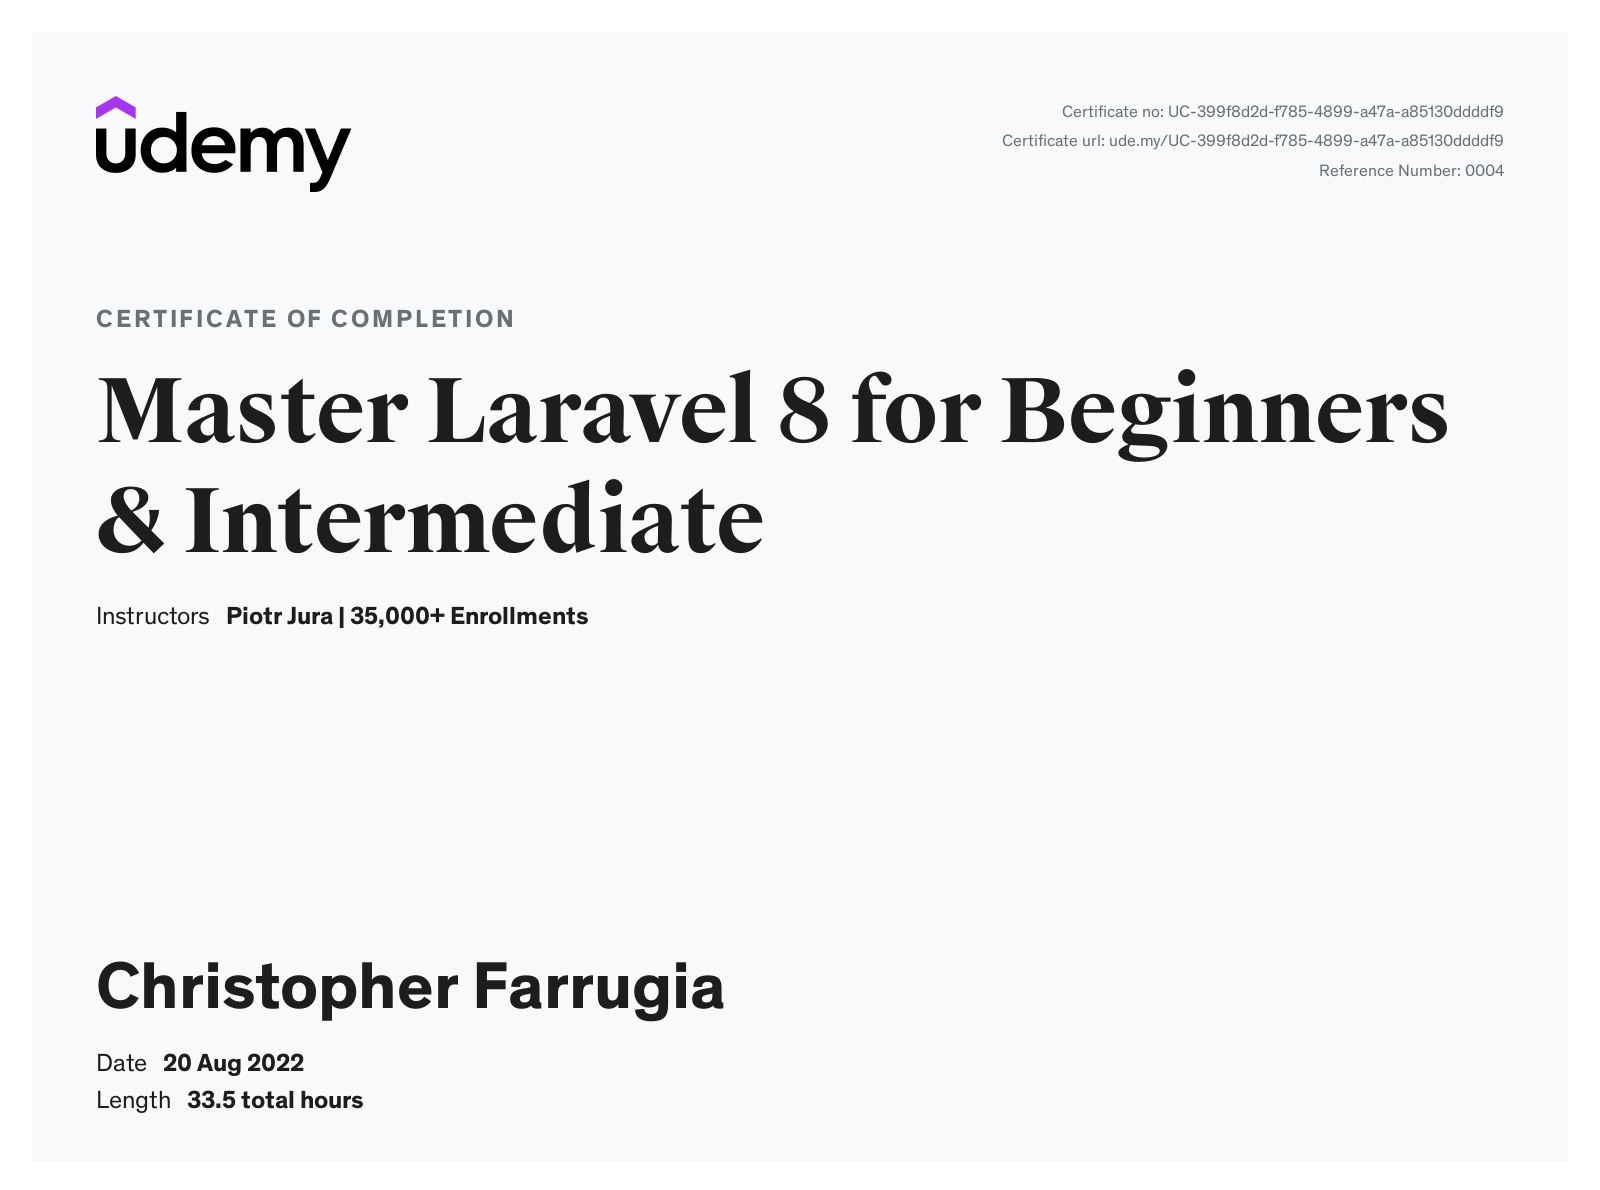 udemy
Certificate no: UC-399f8d2d-f785-4899-a47a-a85130ddddf9
Certificate url: ude.my/UC-399f8d2d-f785-4899-a47a-a85130ddddf9
Reference Number: 0004
CERTIFICATE OF COMPLETION
Master Laravel 8 for Beginners
& Intermediate
Instructors Piotr Jura | 35,000+ Enrollments
Christopher Farrugia
Date 20 Aug 2022
Length 33.5 total hours